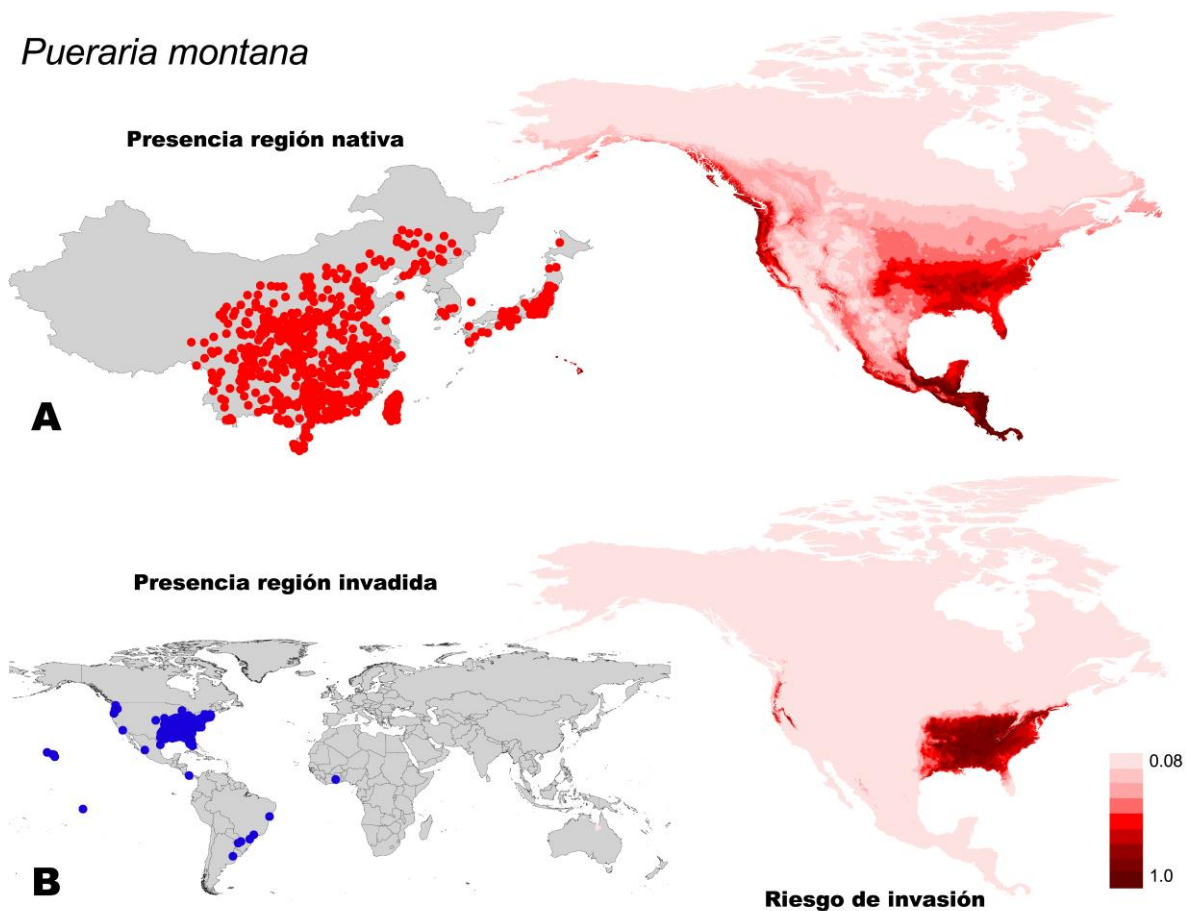 Pueraria montana
Presencia región nativa
A
Presencia región invadida
B
0.08
1.0
Riesgo de invasión